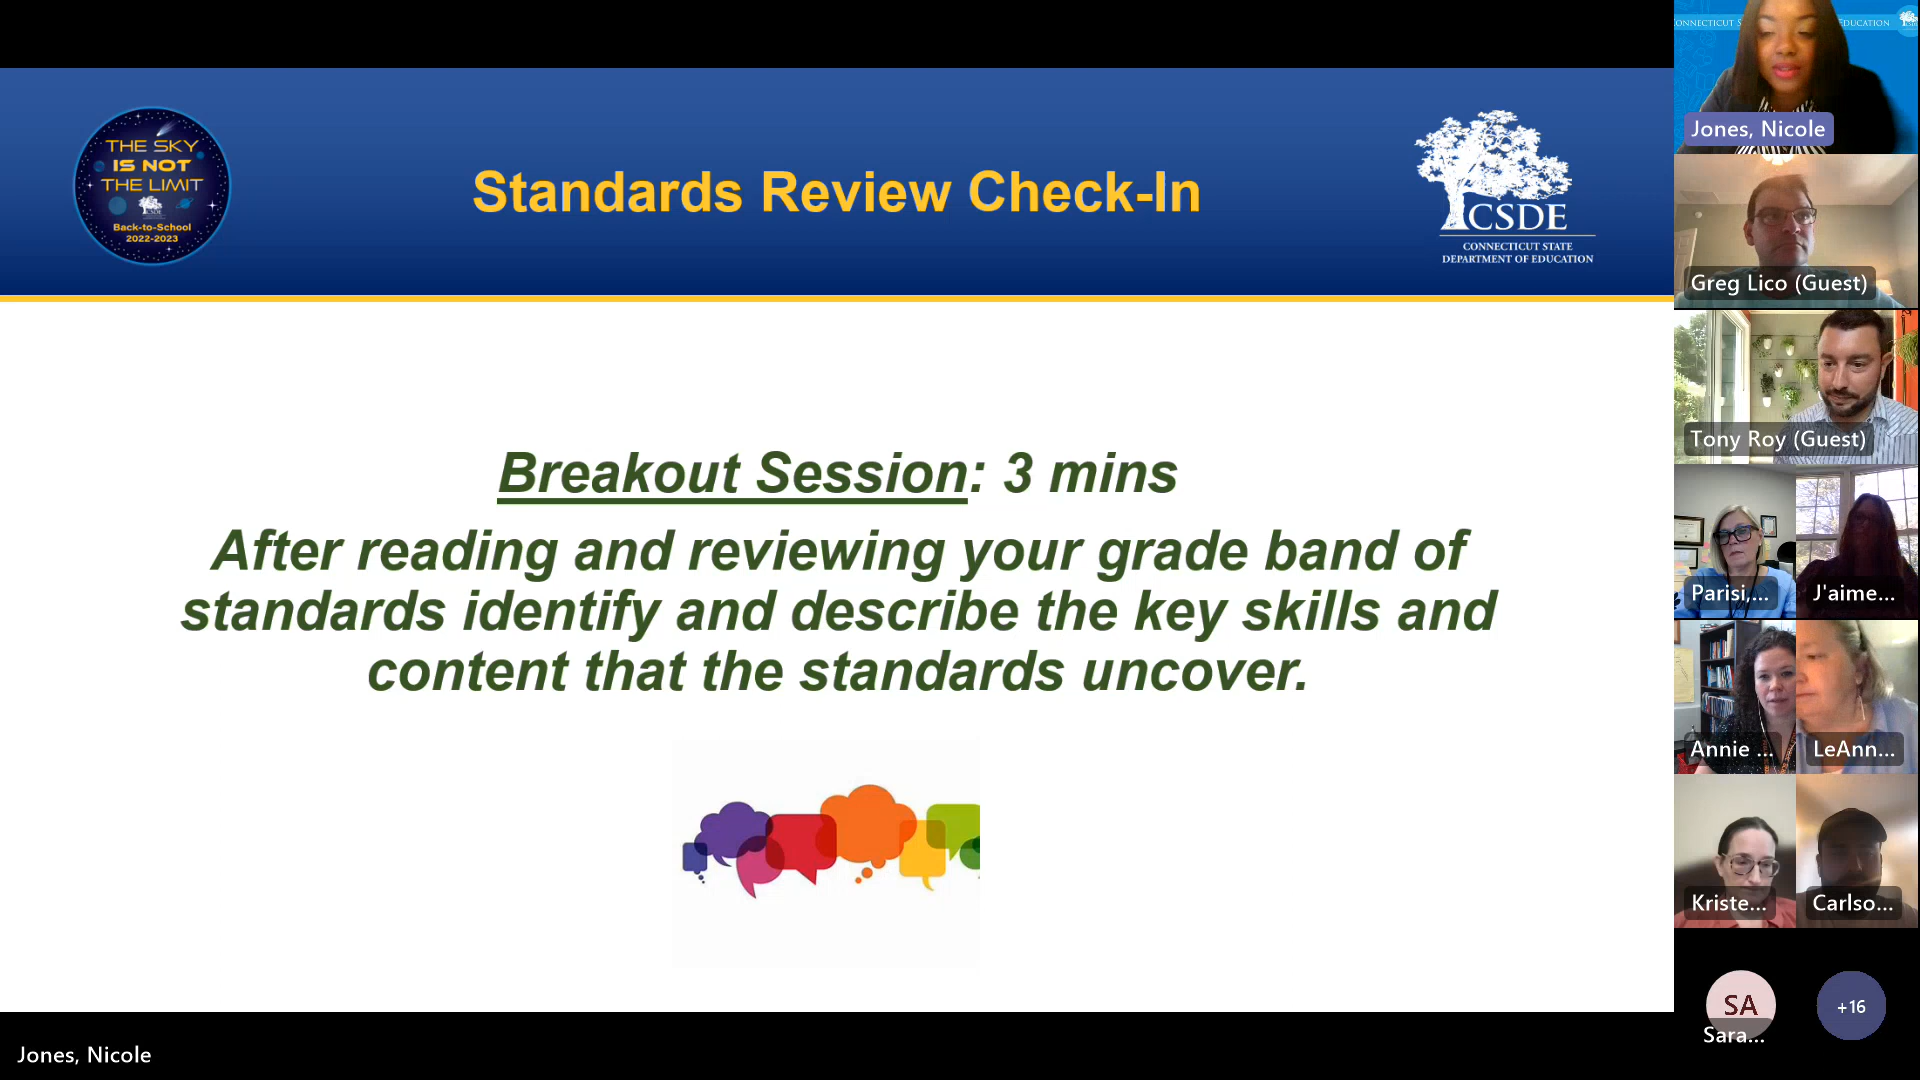 THE SKY
IS NOT
THE LIMIT
CSDE
Back-to-School
2022-2023
Standards Review Check-In
CSDE
CONNECTICUT STATE
DEPARTMENT OF EDUCATION
Breakout Session: 3 mins
After reading and reviewing your grade band of
standards identify and describe the key skills and
content that the standards uncover.
Jones, Nicole
CONNECTICUT S
EDUCATION
Jones, Nicole
Greg Lico (Guest)
Tony Roy (Guest)
Parisi,...
J'aime...
Annie ...
LeAnn...
Kriste...
Carlso...
SA
Sara...
+16